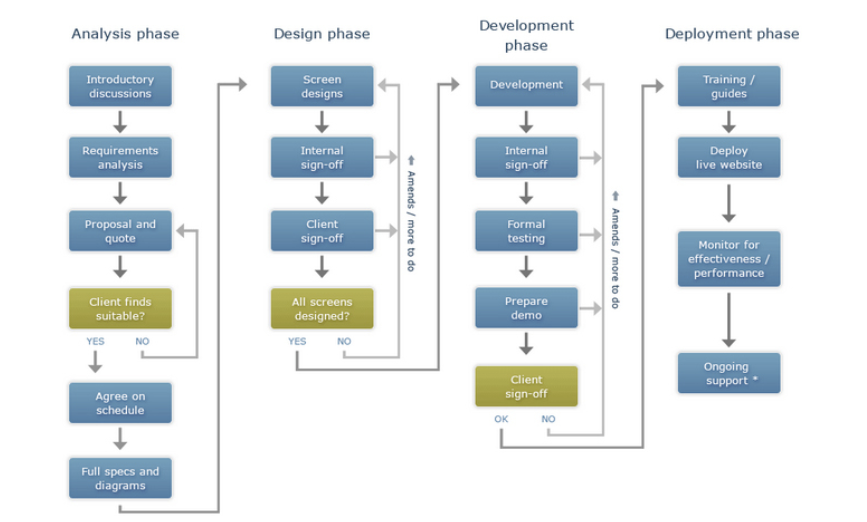 Analysis phase
Introductory
discussions
Requirements
analysis
Proposal and
quote
Client finds
suitable?
YES
NO
Agree on
schedule
Full specs and
diagrams
Design phase
Screen
designs
Internal
sign-off
Client
sign-off
All screens
designed?
YES
NO
Amends / more to do
Development
phase
Development
Internal
sign-off
Formal
testing
Prepare
demo
Client
sign-off
OK
NO
Amends / more to do
Deployment phase
Training /
guides
Deploy
live website
Monitor for
effectiveness /
performance
Ongoing
support *